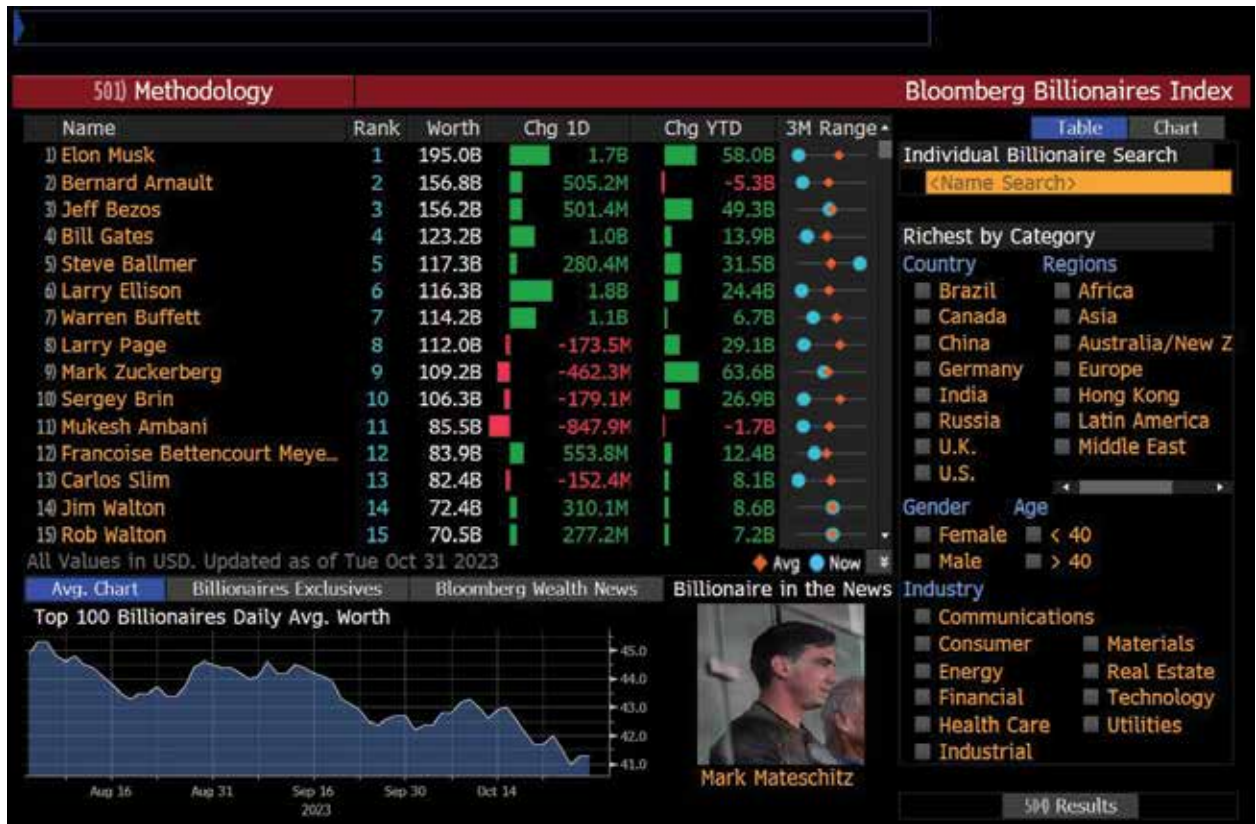 501) Methodology Bloomberg Billionaires Index
Name Rank Worth Chg 1D Chg YTD 3M Range
1) Elon Musk 1 195.0B 1.7B 58.0B
2) Bernard Arnault 2 156.8B 505.2M -5.3B
3) Jeff Bezos 3 156.2B 501.4M 49.3B
4) Bill Gates 4 123.2B 1.0B 13.9B
5) Steve Ballmer 5 117.3B 280.4M 31.5B
6) Larry Ellison 6 116.3B 1.8B 24.4B
7) Warren Buffett 7 114.2B 1.1B 6.7B
8) Larry Page 8 112.0B -173.5M 29.1B
9) Mark Zuckerberg 9 109.2B -462.3M 63.6B
10) Sergey Brin 10 106.3B -179.1M 26.9B
11) Mukesh Ambani 11 85.5B -847.9M -1.7B
12) Francoise Bettencourt Meye... 12 83.9B 553.8M 12.4B
13) Carlos Slim 13 82.4B -152.4M 8.1B
14) Jim Walton 14 72.4B 310.1M 8.6B
15) Rob Walton 15 70.5B 277.2M 7.2B
All Values in USD. Updated as of Tue Oct 31 2023 Avg Now
Avg. Chart Billionaires Exclusives Bloomberg Wealth News Billionaire in the News
Top 100 Billionaires Daily Avg. Worth
45.0
44.0
43.0
42.0
41.0
Aug 16 Aug 31 Sep 16 Sep 30 Oct 14
2023
Mark Mateschitz
Table Chart
Individual Billionaire Search
<Name Search>
Richest by Category
Country Regions
Brazil Africa
Canada Asia
China Australia/New Z
Germany Europe
India Hong Kong
Russia Latin America
U.K. Middle East
U.S.
Gender Age
Female < 40
Male > 40
Industry
Communications
Consumer Materials
Energy Real Estate
Financial Technology
Health Care Utilities
Industrial
500 Results